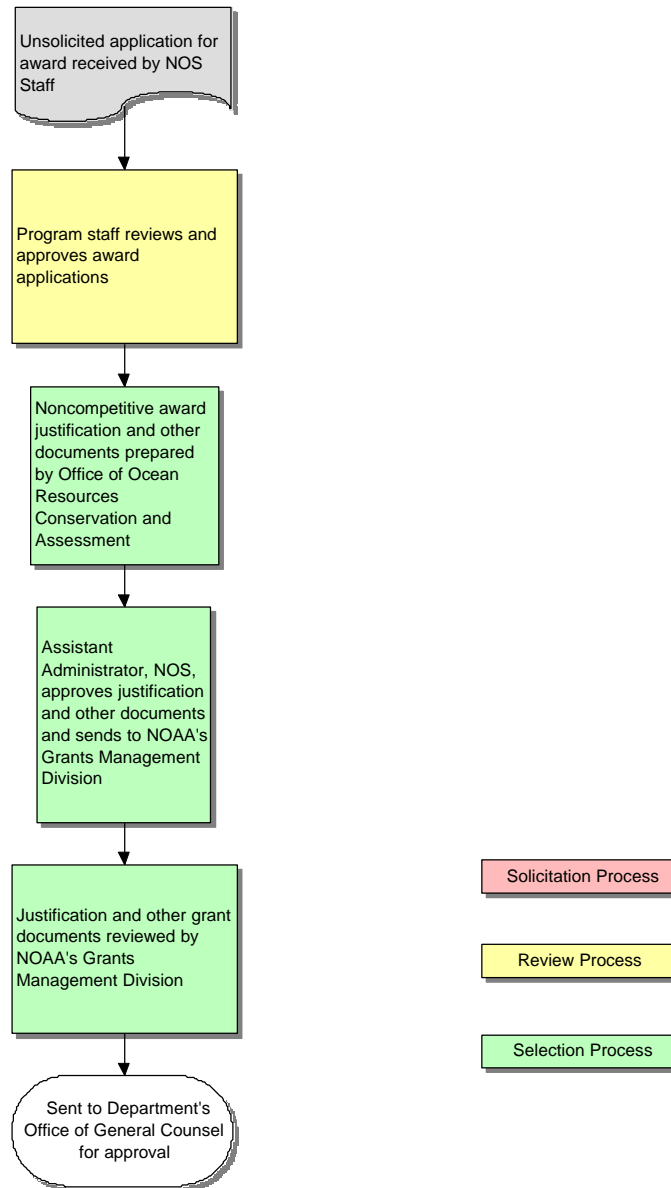 Unsolicited application for
award received by NOS
Staff
Program staff reviews and
approves award
applications
Noncompetitive award
justification and other
documents prepared
by Office of Ocean
Resources
Conservation and
Assessment
Assistant
Administrator, NOS,
approves justification
and other documents
and sends to NOAA's
Grants Management
Division
Justification and other grant
documents reviewed by
NOAA's Grants
Management Division
Sent to Department's
Office of General Counsel
for approval
Solicitation Process
Review Process
Selection Process